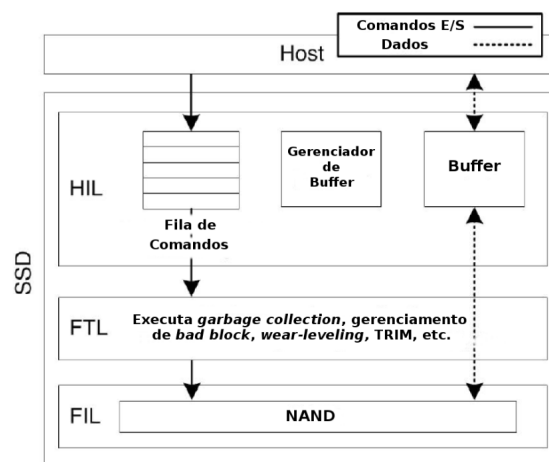 Comandos E/S
Dados
Host
SSD
HIL
Gerenciador
de
Buffer
Buffer
Fila de
Comandos
FTL
Executa garbage collection, gerenciamento
de bad block, wear-leveling, TRIM, etc.
FIL
NAND